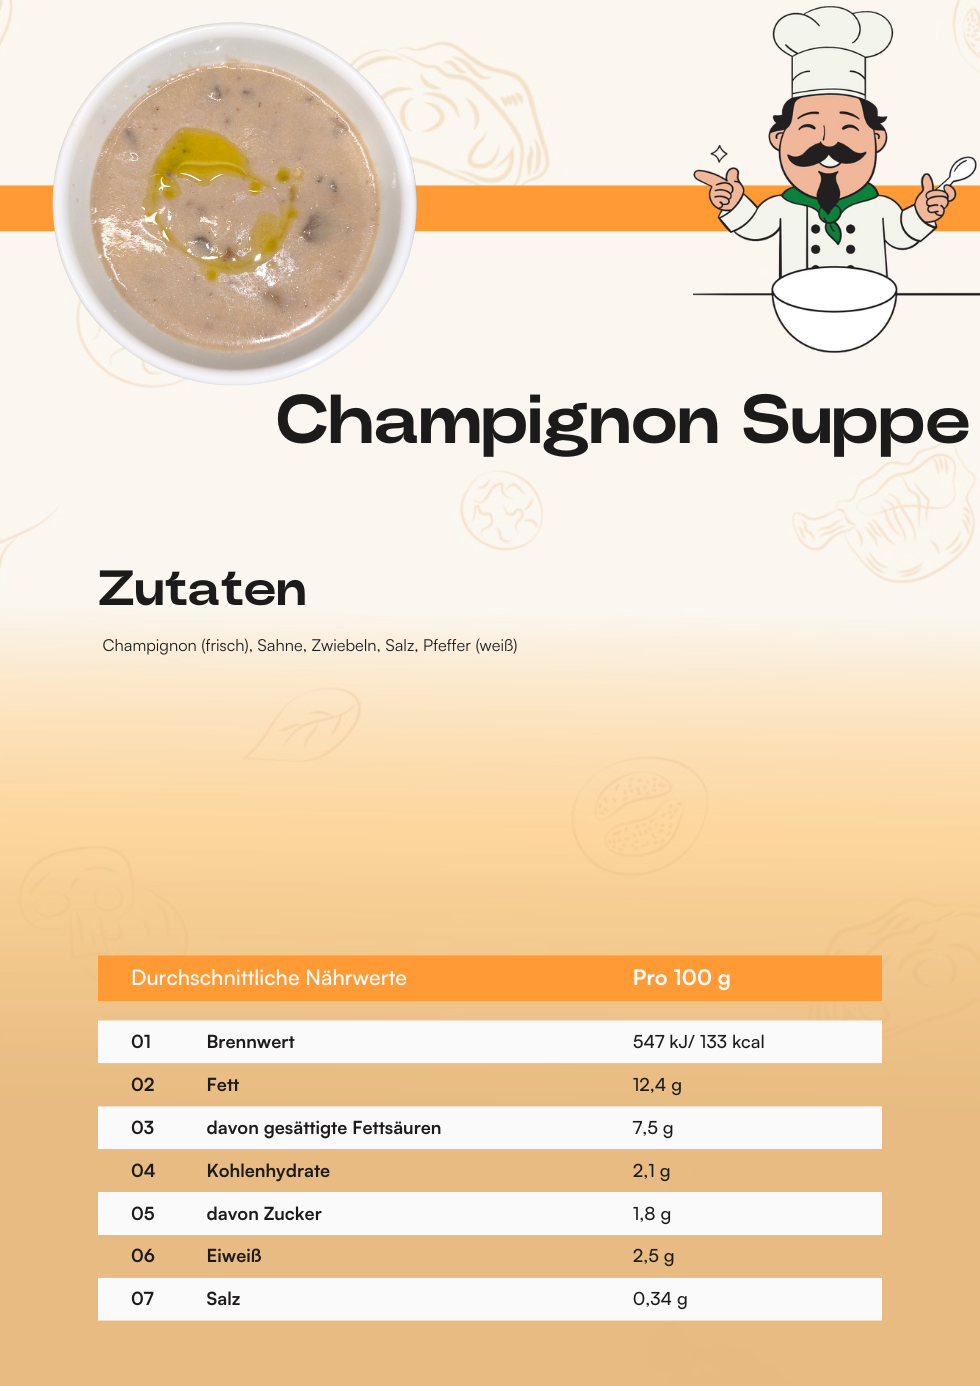 Champignon Suppe
Zutaten
Champignon (frisch), Sahne, Zwiebeln, Salz, Pfeffer (weiß)
Durchschnittliche Nährwerte Pro 100 g
01 Brennwert 547 kJ/ 133 kcal
02 Fett 12,4 g
03 davon gesättigte Fettsäuren 7,5 g
04 Kohlenhydrate 2,1 g
05 davon Zucker 1,8 g
06 Eiweiß 2,5 g
07 Salz 0,34 g